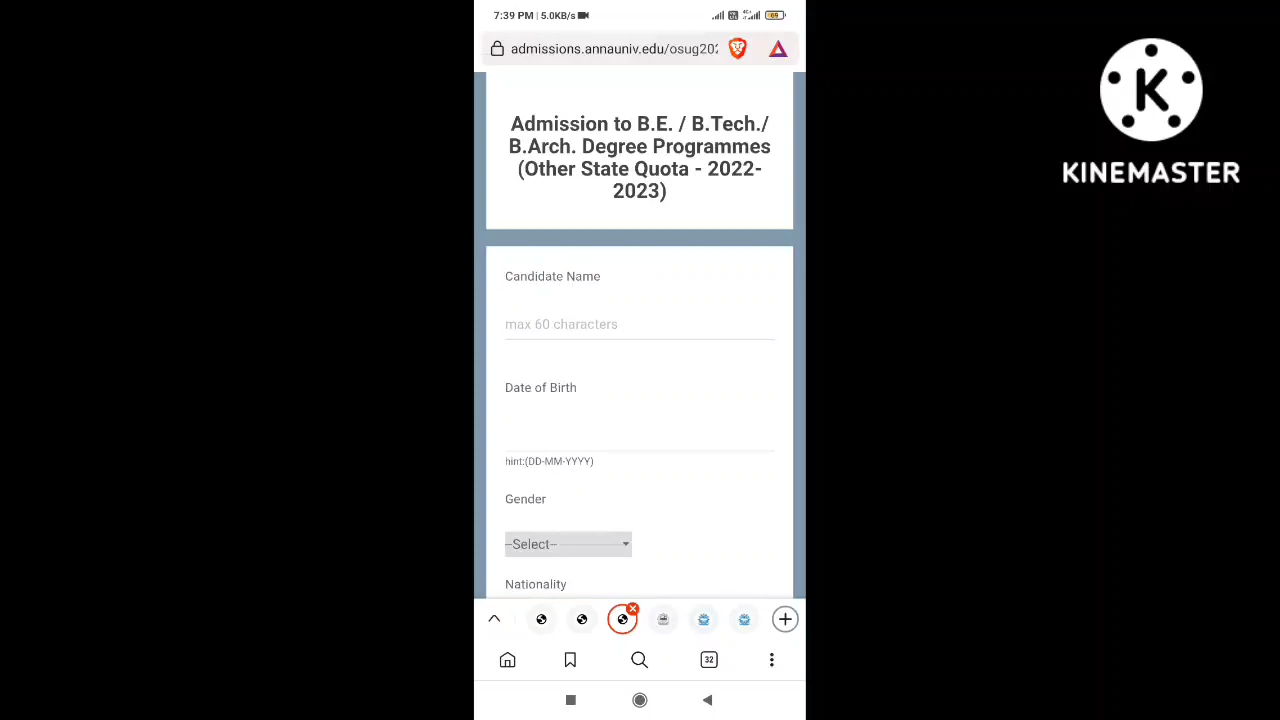 7:39 PM | 5.0KB/s
69
admissions.annauniv.edu/osug202
Admission to B.E. / B.Tech./
B.Arch. Degree Programmes
(Other State Quota - 2022-
2023)
Candidate Name
max 60 characters
Date of Birth
hint:(DD-MM-YYYY)
Gender
--Select--
Nationality
32
K
KINEMASTER